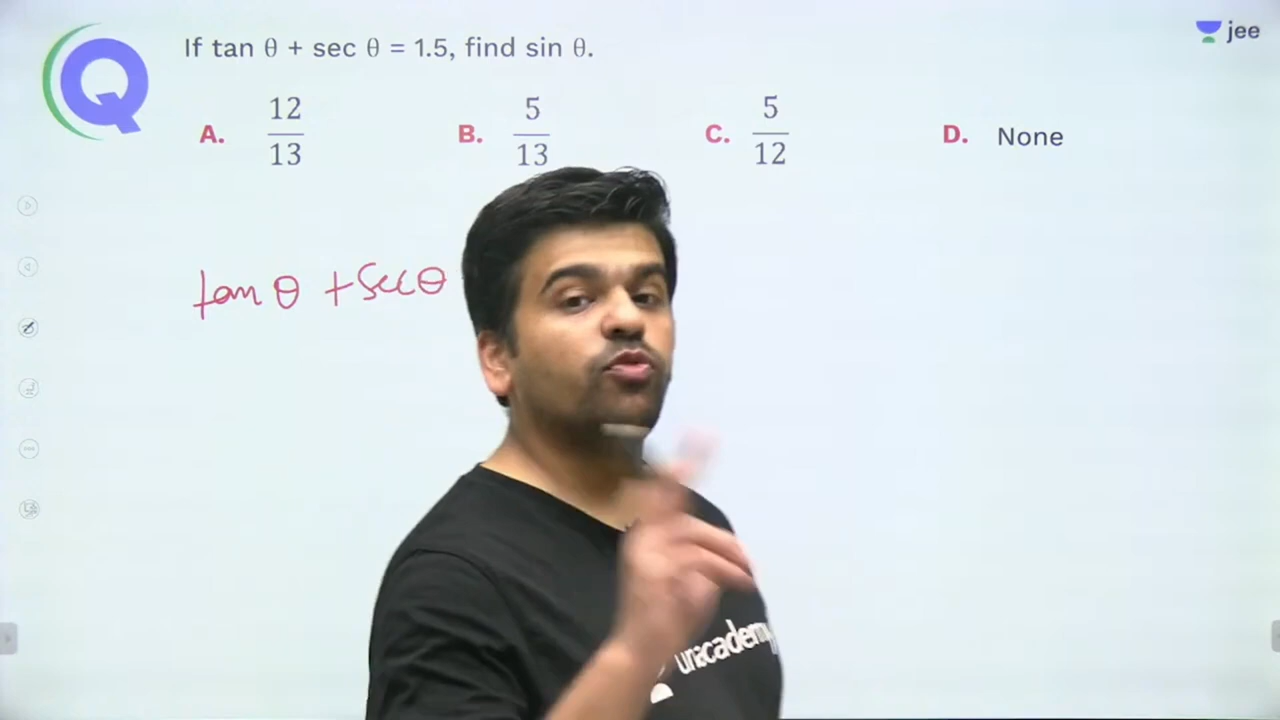 If tan θ + sec θ = 1.5, find sin θ.
jee
A. 12/13 B. 5/13 C. 5/12 D. None
tan θ + sec θ
unacademy